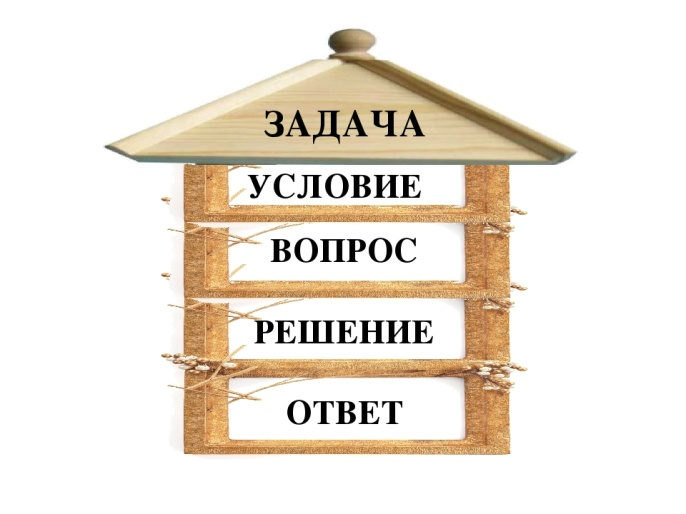 ЗАДАЧА
УСЛОВИЕ
ВОПРОС
РЕШЕНИЕ
ОТВЕТ